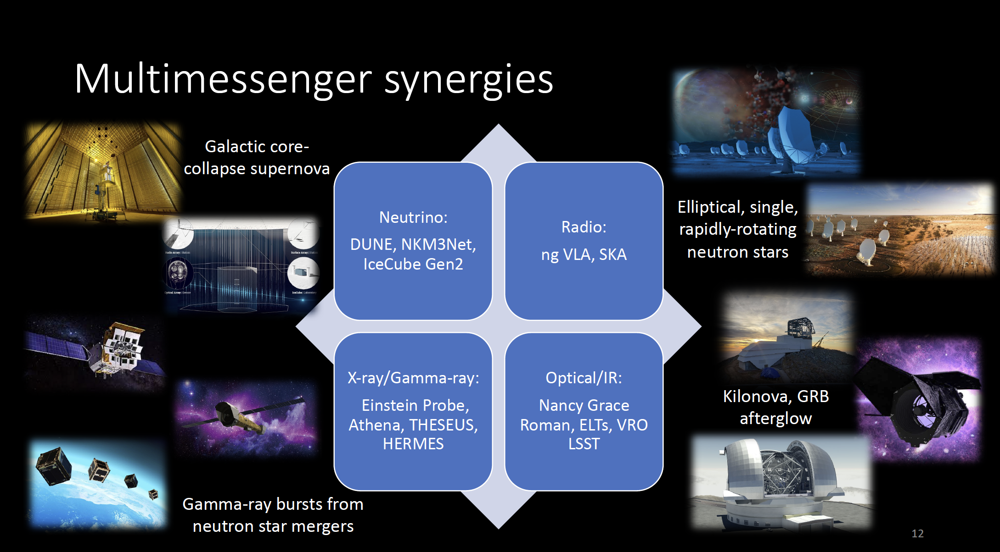 Multimessenger synergies
Galactic core-
collapse supernova
Radio Array | Station
Surface Array | Station
Optical Array | Sensor
IceCube | Laboratory
Neutrino:
DUNE, NKM3Net,
IceCube Gen2
Radio:
ng VLA, SKA
Elliptical, single,
rapidly-rotating
neutron stars
X-ray/Gamma-ray:
Einstein Probe,
Athena, THESEUS,
HERMES
Optical/IR:
Nancy Grace
Roman, ELTs, VRO
LSST
Kilonova, GRB
afterglow
Gamma-ray bursts from
neutron star mergers
12